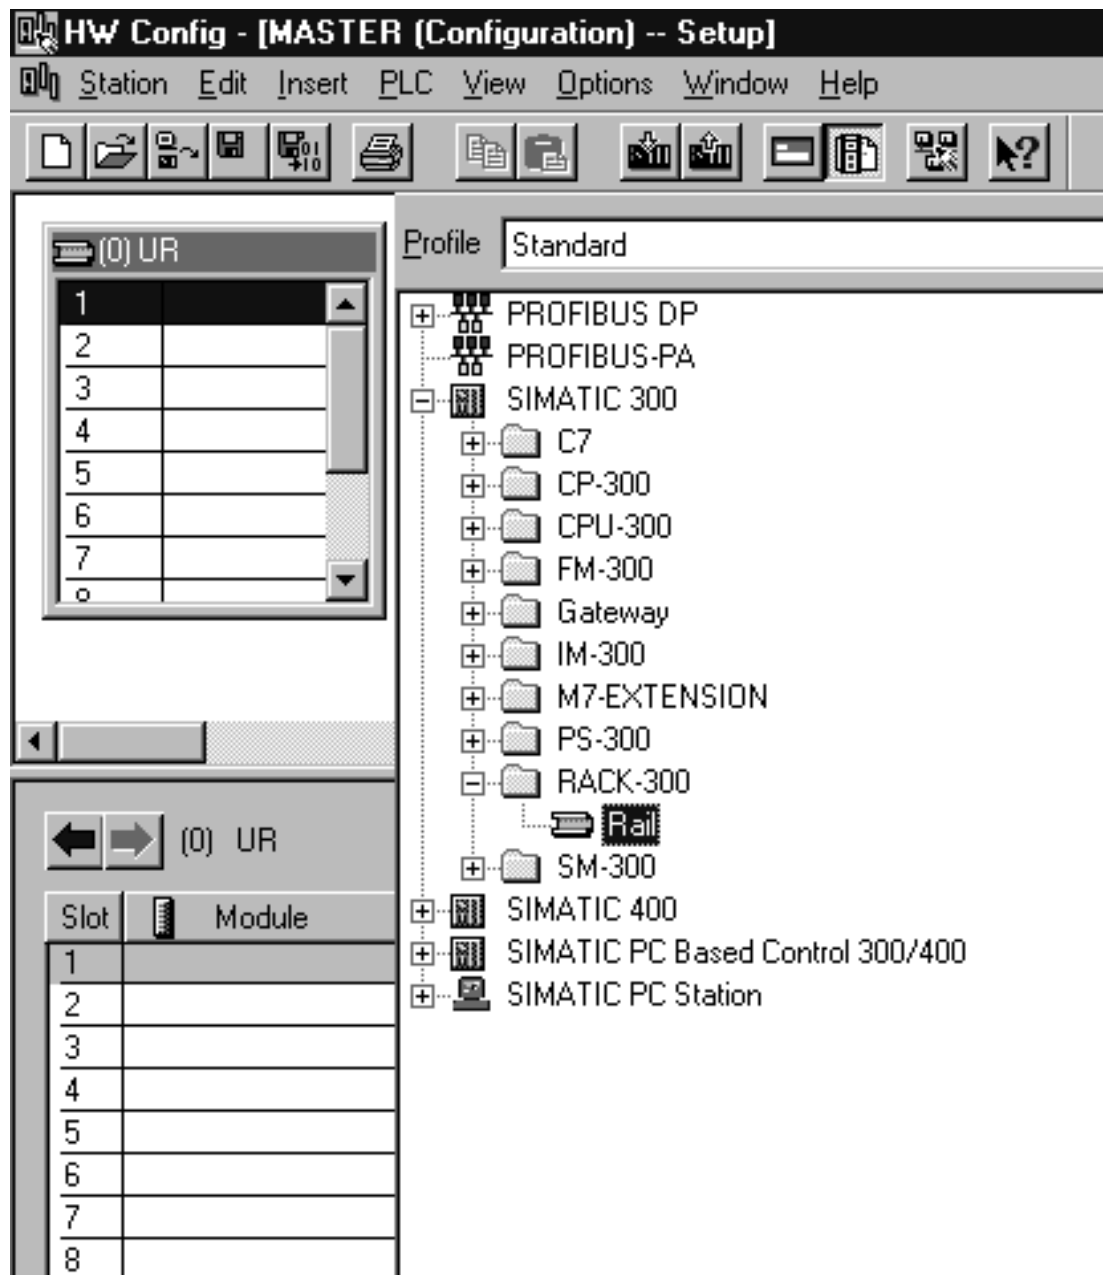 HW Config - [MASTER (Configuration) -- Setup]
Station Edit Insert PLC View Options Window Help
(0) UR
1
2
3
4
5
6
7
Profile Standard
PROFIBUS DP
PROFIBUS-PA
SIMATIC 300
C7
CP-300
CPU-300
FM-300
Gateway
IM-300
M7-EXTENSION
PS-300
RACK-300
Rail
SM-300
SIMATIC 400
SIMATIC PC Based Control 300/400
SIMATIC PC Station
(0) UR
Slot Module
1
2
3
4
5
6
7
8